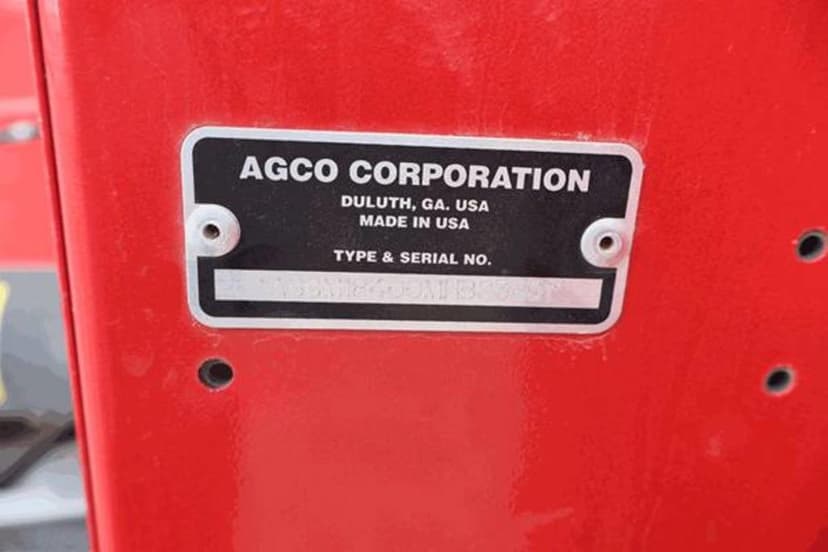 AGCO CORPORATION
DULUTH, GA. USA
MADE IN USA
TYPE & SERIAL NO.